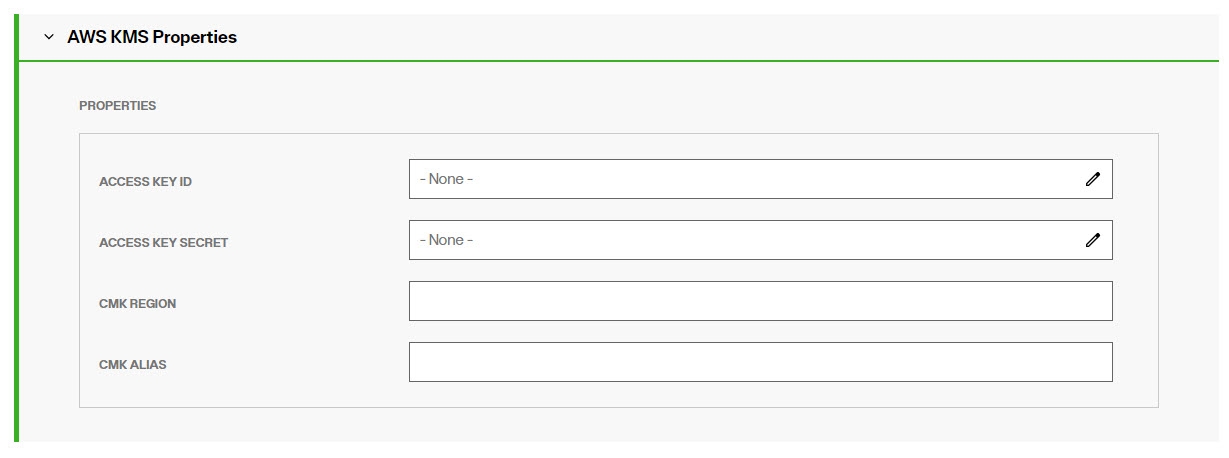 AWS KMS Properties
PROPERTIES
ACCESS KEY ID
- None -
ACCESS KEY SECRET
- None -
CMK REGION
CMK ALIAS